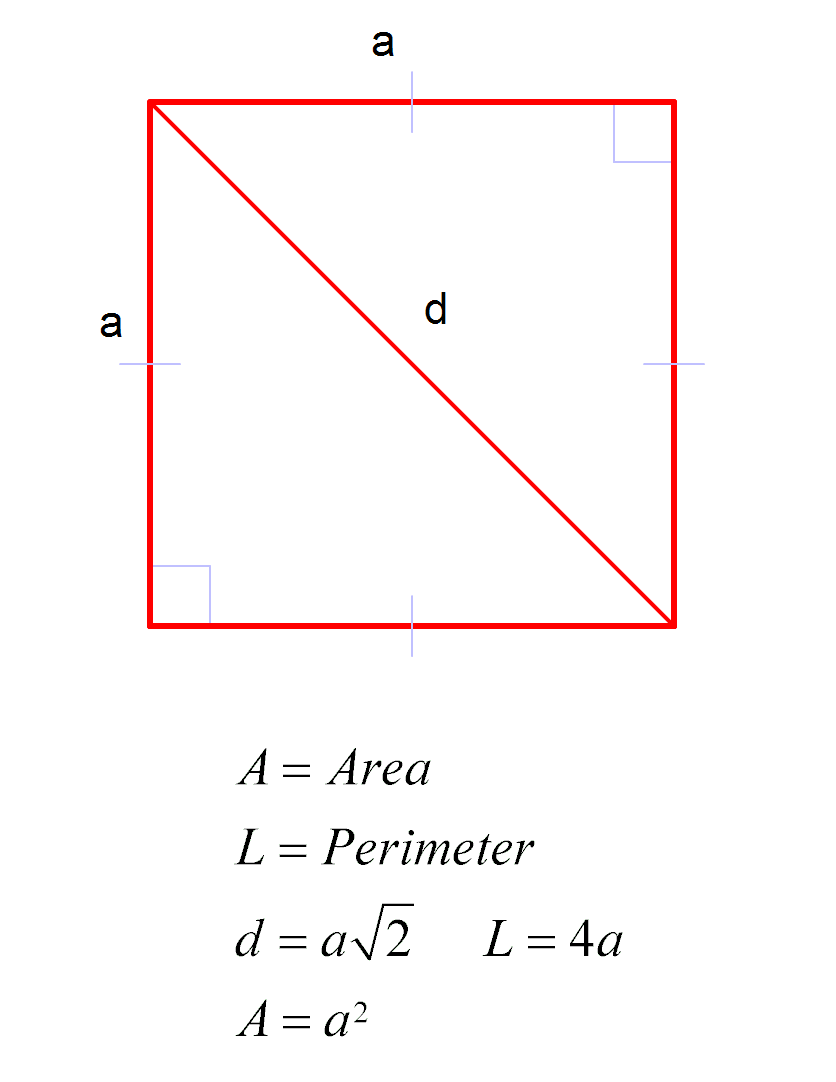 a
a
d
A = Area
L = Perimeter
d = a√2 L = 4a
A = a²